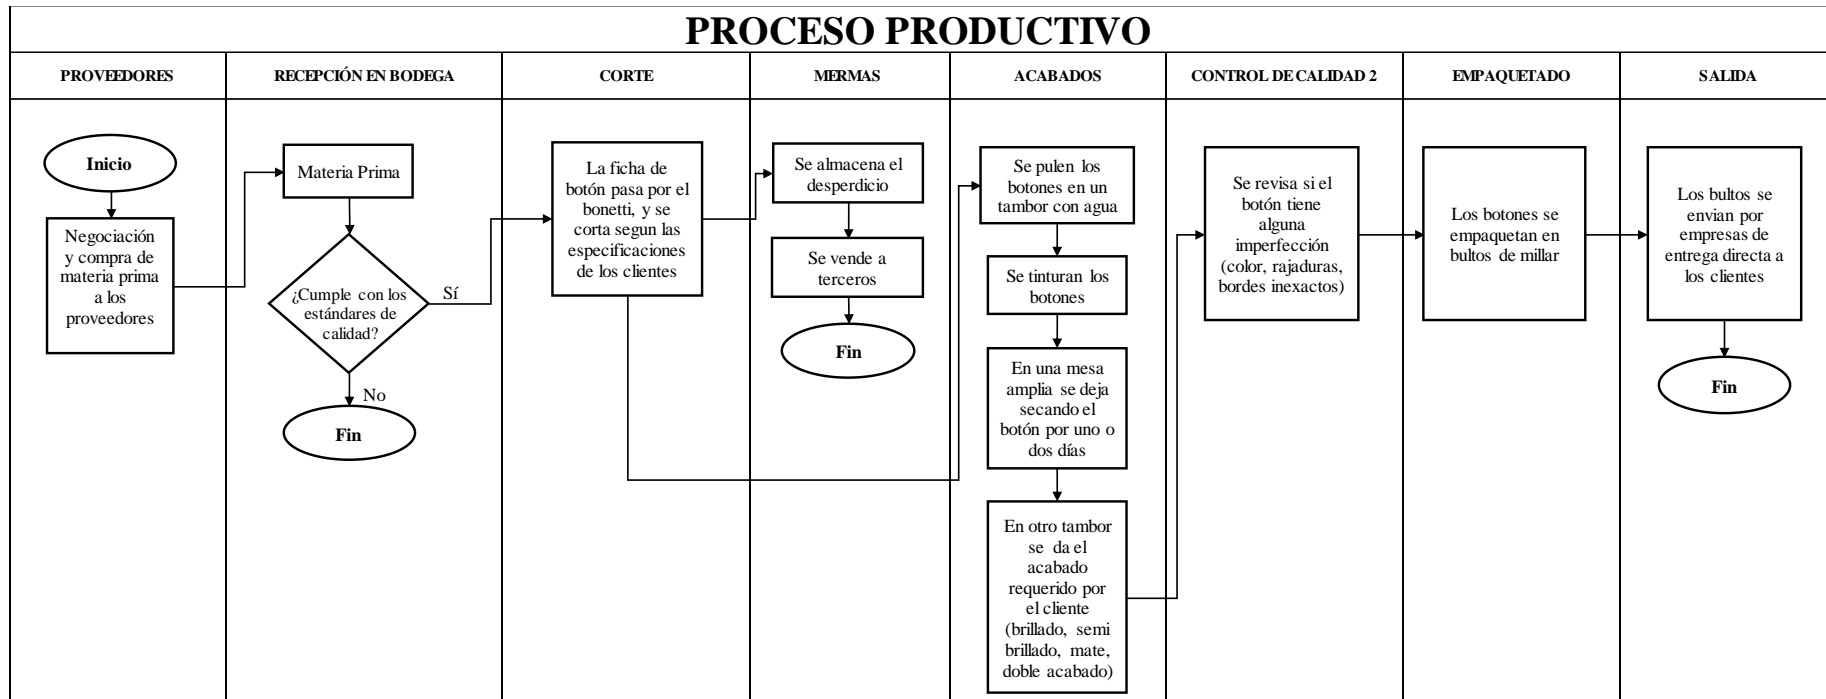 PROCESO PRODUCTIVO
PROVEEDORES
RECEPCIÓN EN BODEGA
CORTE
MERMAS
ACABADOS
CONTROL DE CALIDAD 2
EMPAQUETADO
SALIDA
Inicio
Negociación
y compra de
materia prima
a los
proveedores
Materia Prima
¿Cumple con los
estándares de
calidad?
Sí
No
Fin
La ficha de
botón pasa por el
bonetti, y se
corta segun las
especificaciones
de los clientes
Se almacena el
desperdicio
Se vende a
terceros
Fin
Se pulen los
botones en un
tambor con agua
Se tinturan los
botones
En una mesa
amplia se deja
secando el
botón por uno o
dos días
En otro tambor
se da el
acabado
requerido por
el cliente
(brillado, semi
brillado, mate,
doble acabado)
Se revisa si el
botón tiene
alguna
imperfección
(color, rajaduras,
bordes inexactos)
Los botones se
empaquetan en
bultos de millar
Los bultos se
envian por
empresas de
entrega directa a
los clientes
Fin